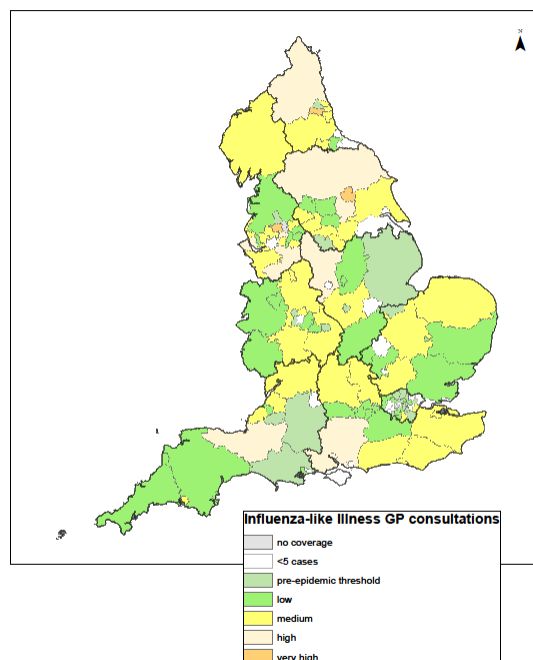 N
Influenza-like Illness GP consultations
no coverage
<5 cases
pre-epidemic threshold
low
medium
high
very high